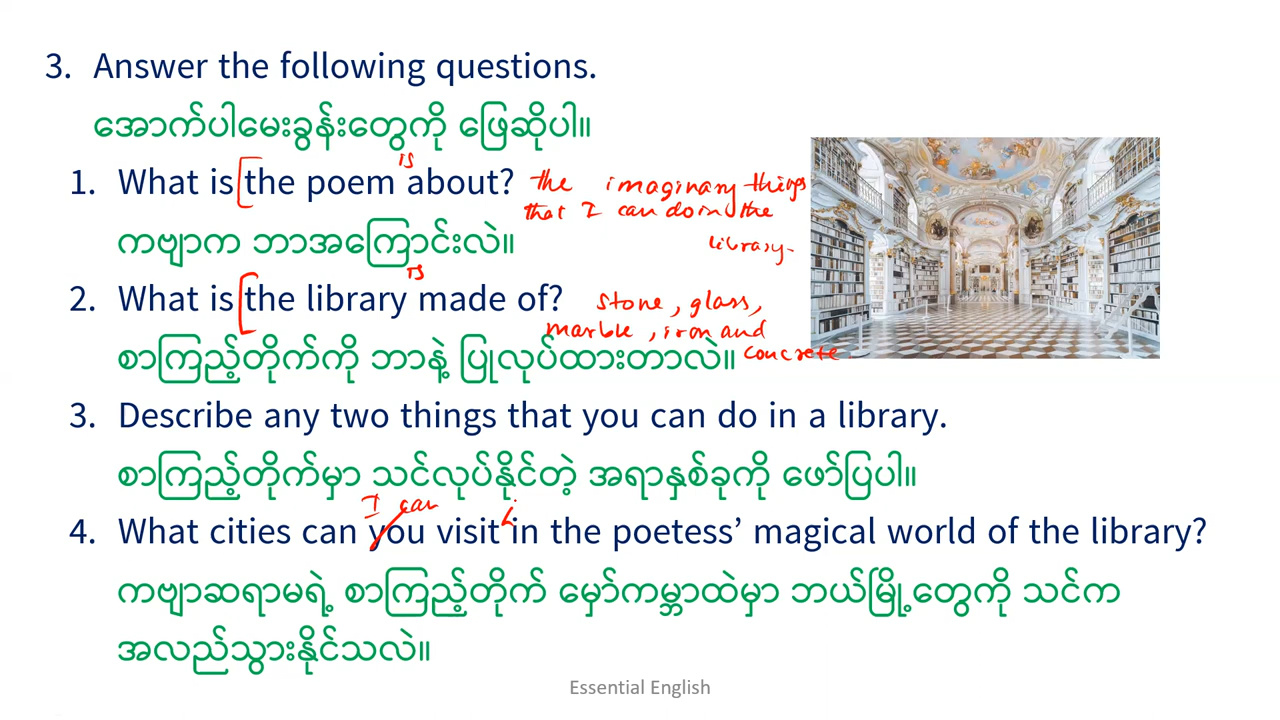 3. Answer the following questions.
အောက်ပါမေးခွန်းတွေကို ဖြေဆိုပါ။
is
1. What is the poem about? the imaginary things
that I can do in the
ကဗျာက ဘာအကြောင်းလဲ။ library.
is
2. What is the library made of? stone, glass,
marble, iron and
စာကြည့်တိုက်ကို ဘာနဲ့ ပြုလုပ်ထားတာလဲ။ concrete
3. Describe any two things that you can do in a library.
စာကြည့်တိုက်မှာ သင်လုပ်နိုင်တဲ့ အရာနှစ်ခုကို ဖော်ပြပါ။
I can
4. What cities can you visit in the poetess’ magical world of the library?
ကဗျာဆရာမရဲ့ စာကြည့်တိုက် မှော်ကမ္ဘာထဲမှာ ဘယ်မြို့တွေကို သင်က
အလည်သွားနိုင်သလဲ။
Essential English